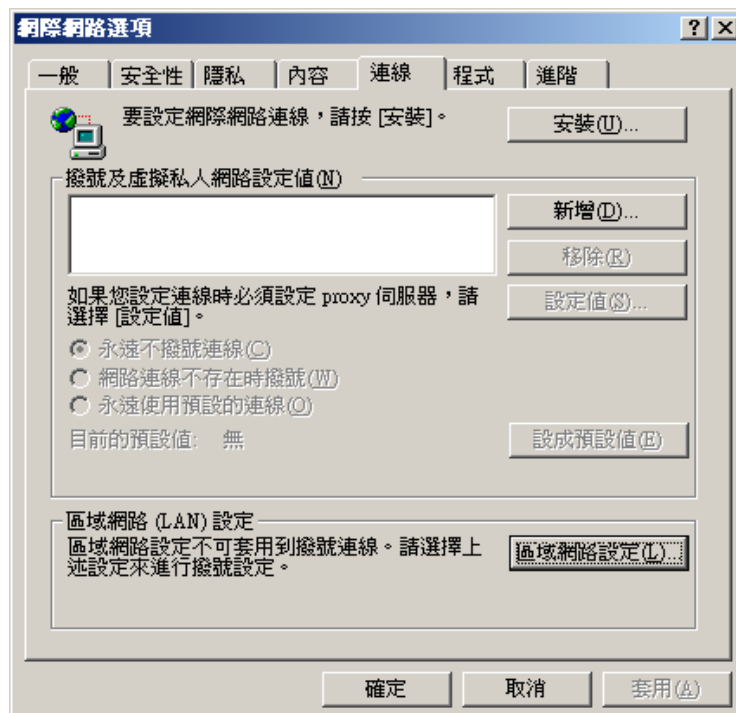 網際網路選項
一般 安全性 隱私 內容 連線 程式 進階
要設定網際網路連線，請按 [安裝]。
安裝(U)...
撥號及虛擬私人網路設定值(N)
新增(D)...
移除(R)
如果您設定連線時必須設定 proxy 伺服器，請
選擇 [設定值]。
設定值(S)...
永遠不撥號連線(C)
網路連線不存在時撥號(W)
永遠使用預設的連線(O)
目前的預設值: 無
設成預設值(E)
區域網路 (LAN) 設定
區域網路設定不可套用到撥號連線。請選擇上
述設定來進行撥號設定。
區域網路設定(L)...
確定 取消 套用(A)